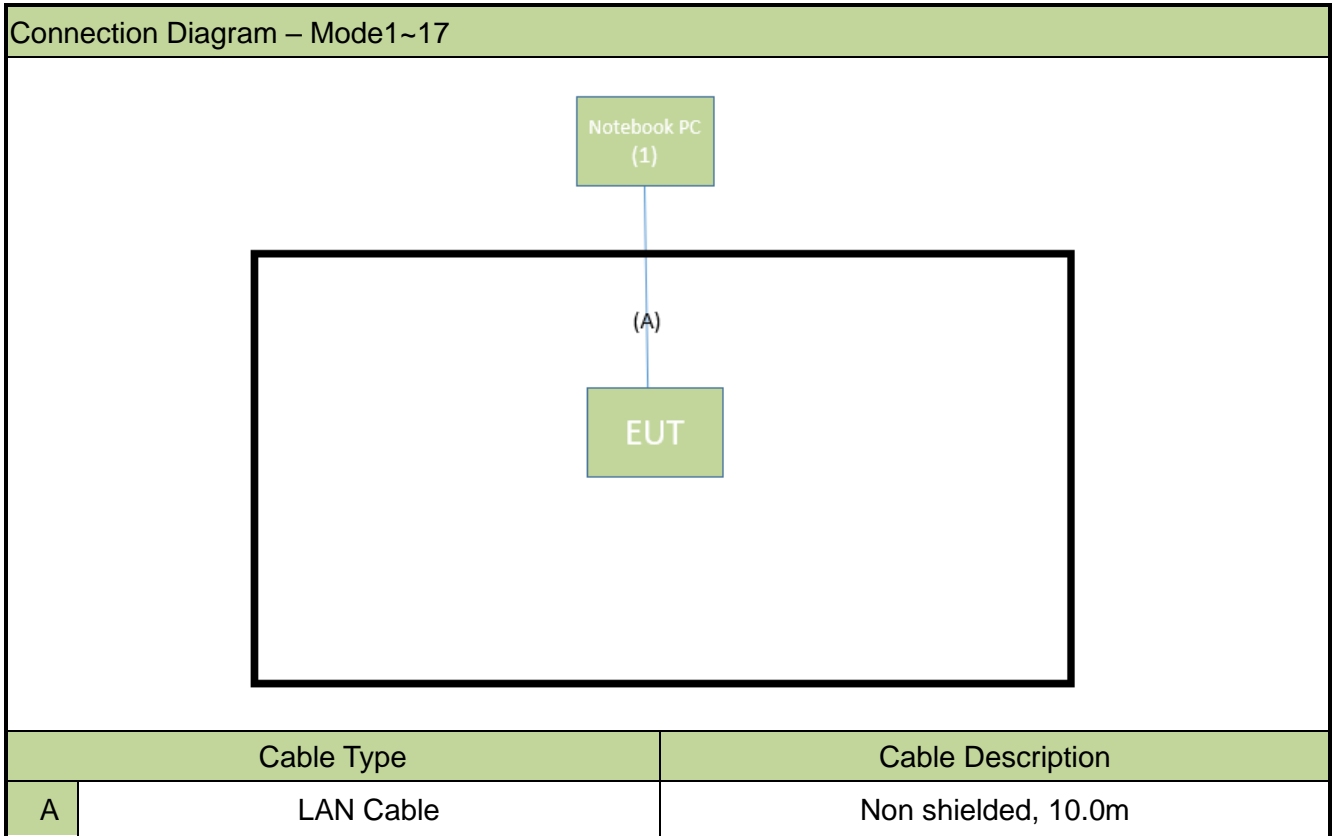 Connection Diagram – Mode1~17
Notebook PC
(1)
(A)
EUT
Cable Type Cable Description
A LAN Cable Non shielded, 10.0m